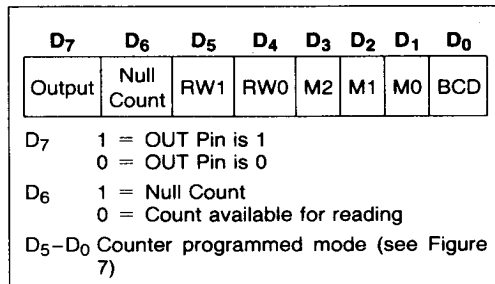 D7 D6 D5 D4 D3 D2 D1 D0
Output Null Count RW1 RW0 M2 M1 M0 BCD
D7 1 = OUT Pin is 1
0 = OUT Pin is 0
D6 1 = Null Count
0 = Count available for reading
D5–D0 Counter programmed mode (see Figure
7)